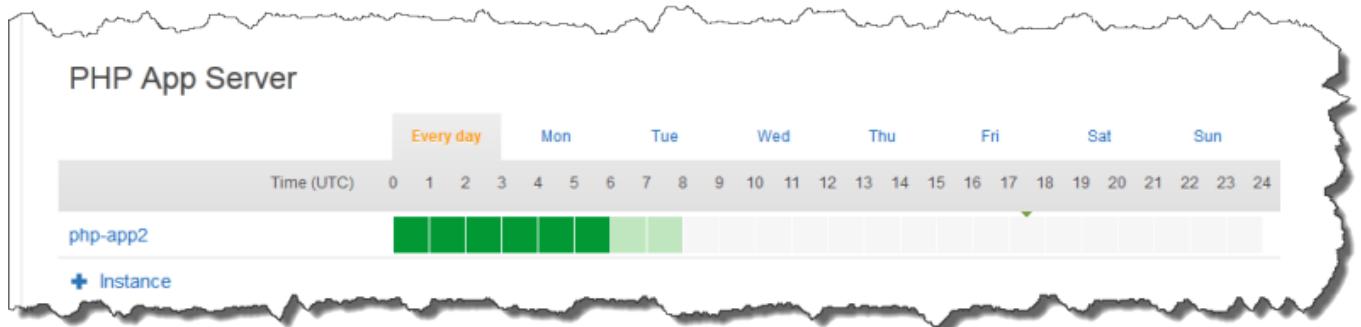 PHP App Server
Every day Mon Tue Wed Thu Fri Sat Sun
Time (UTC) 0 1 2 3 4 5 6 7 8 9 10 11 12 13 14 15 16 17 18 19 20 21 22 23 24
php-app2
+ Instance